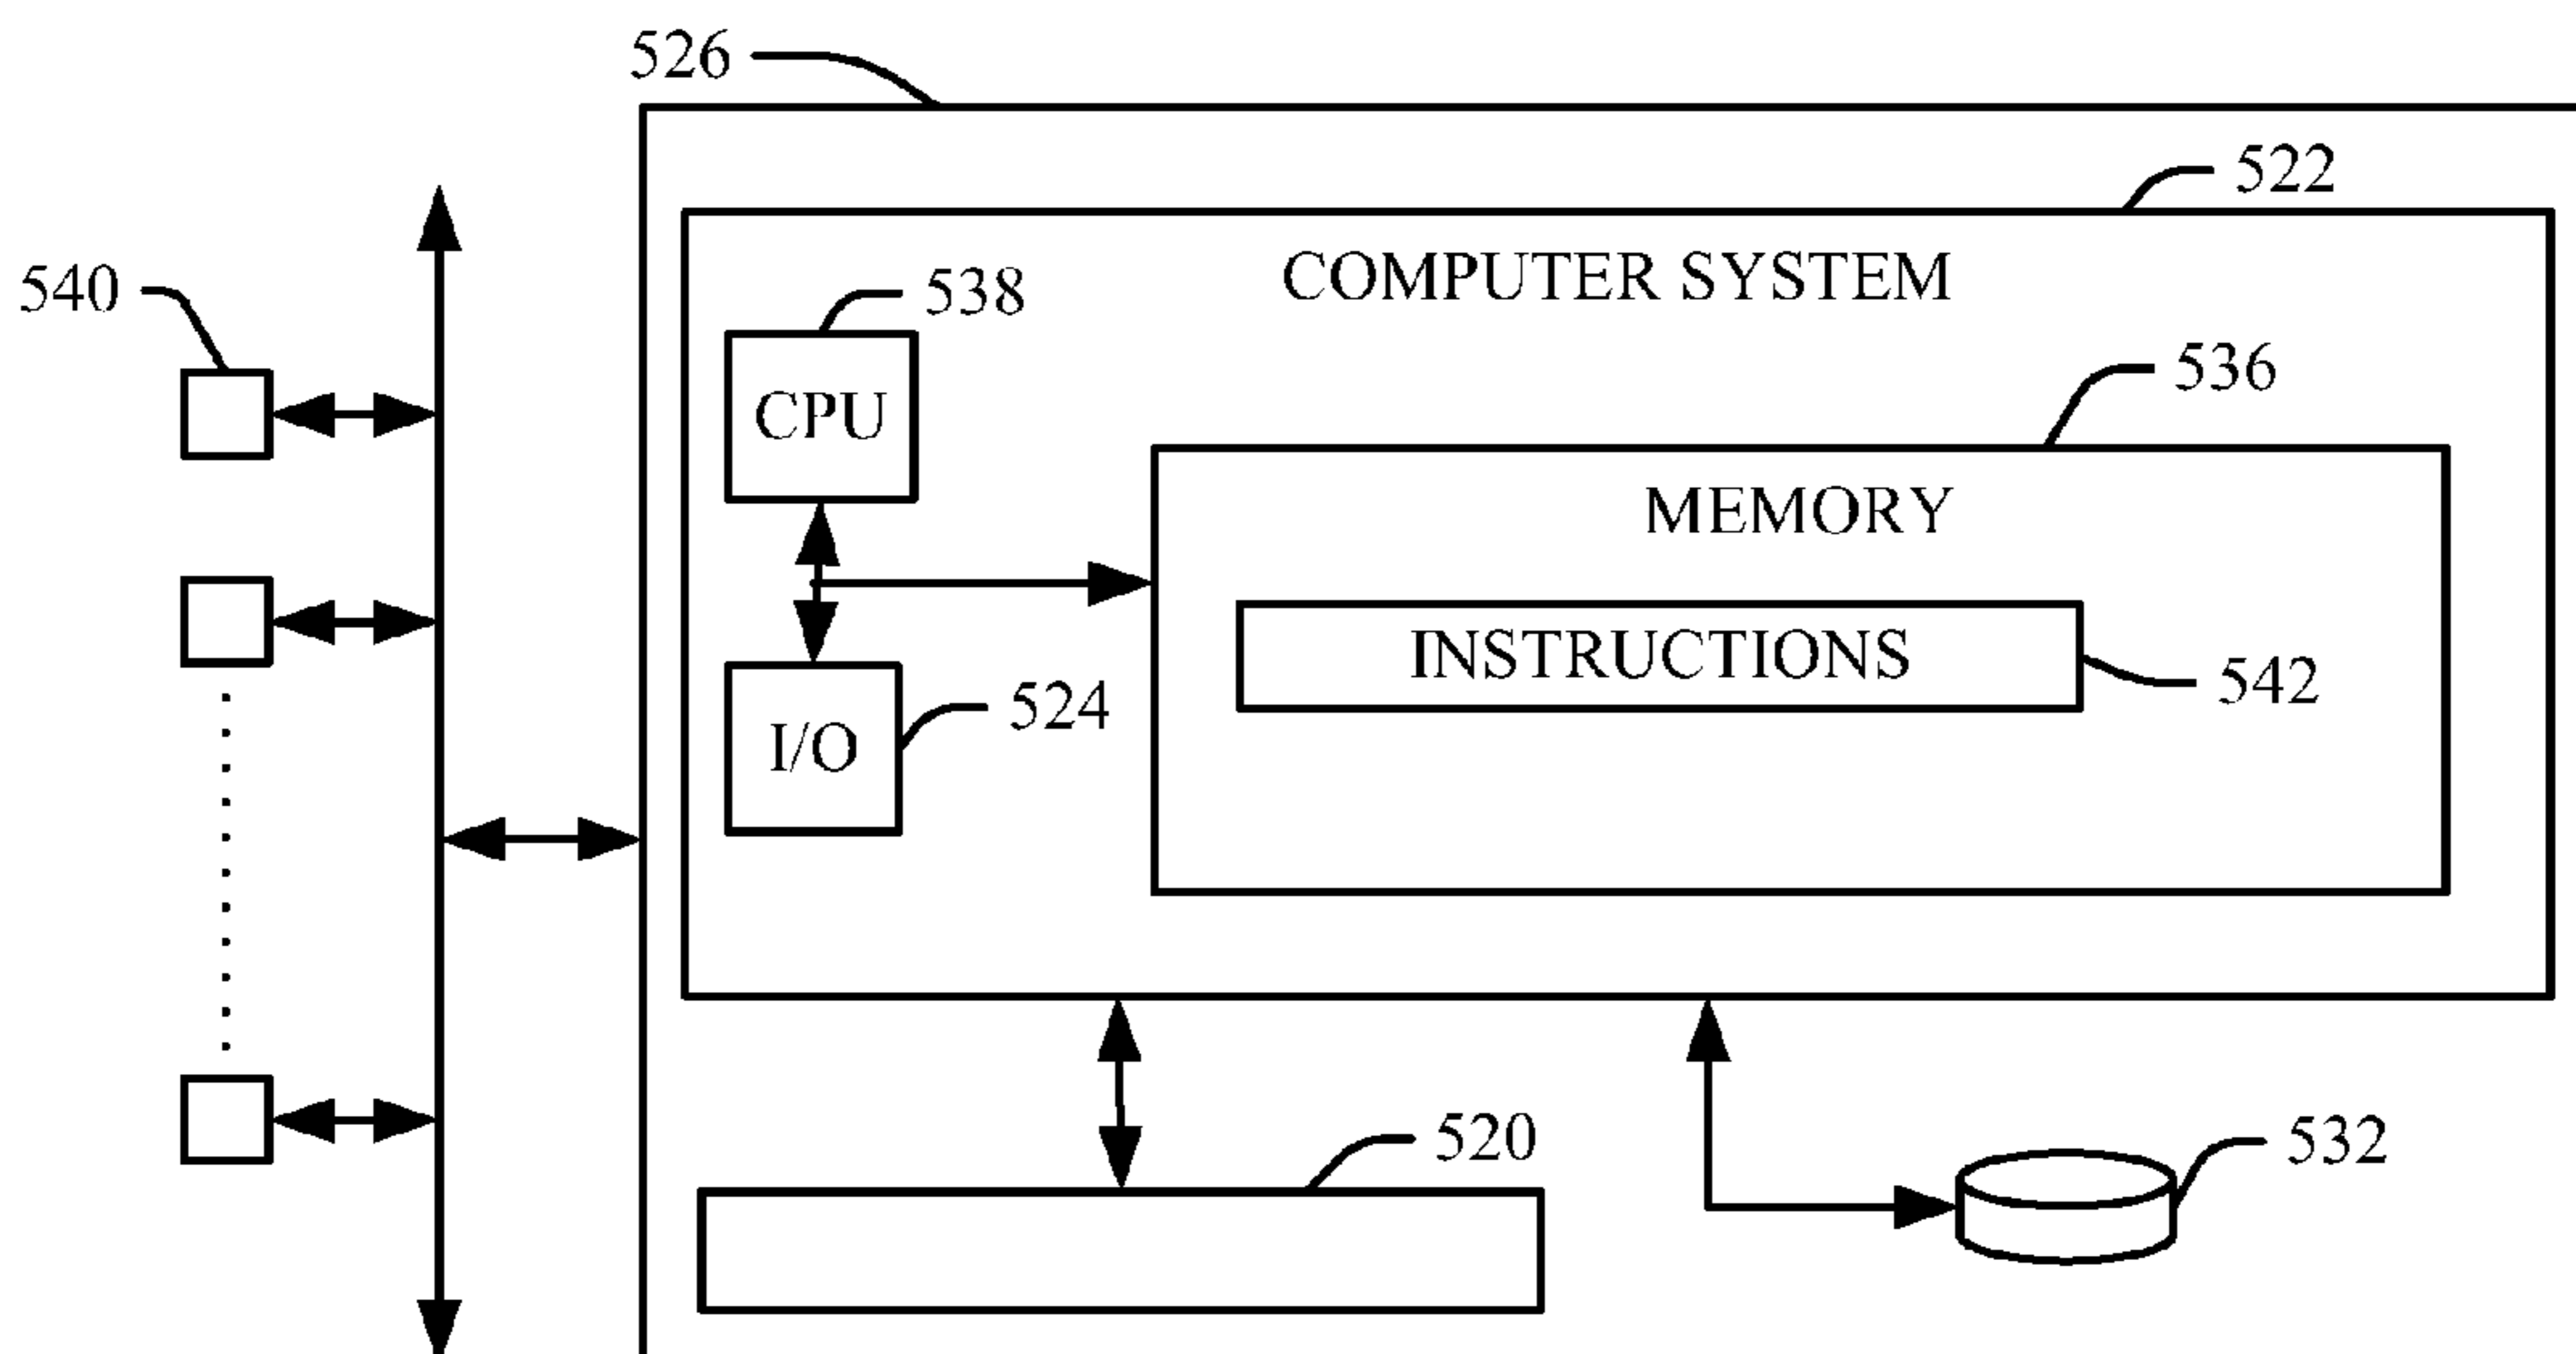 526
522
COMPUTER SYSTEM
540
538
536
CPU
MEMORY
INSTRUCTIONS
542
524
I/O
520
532